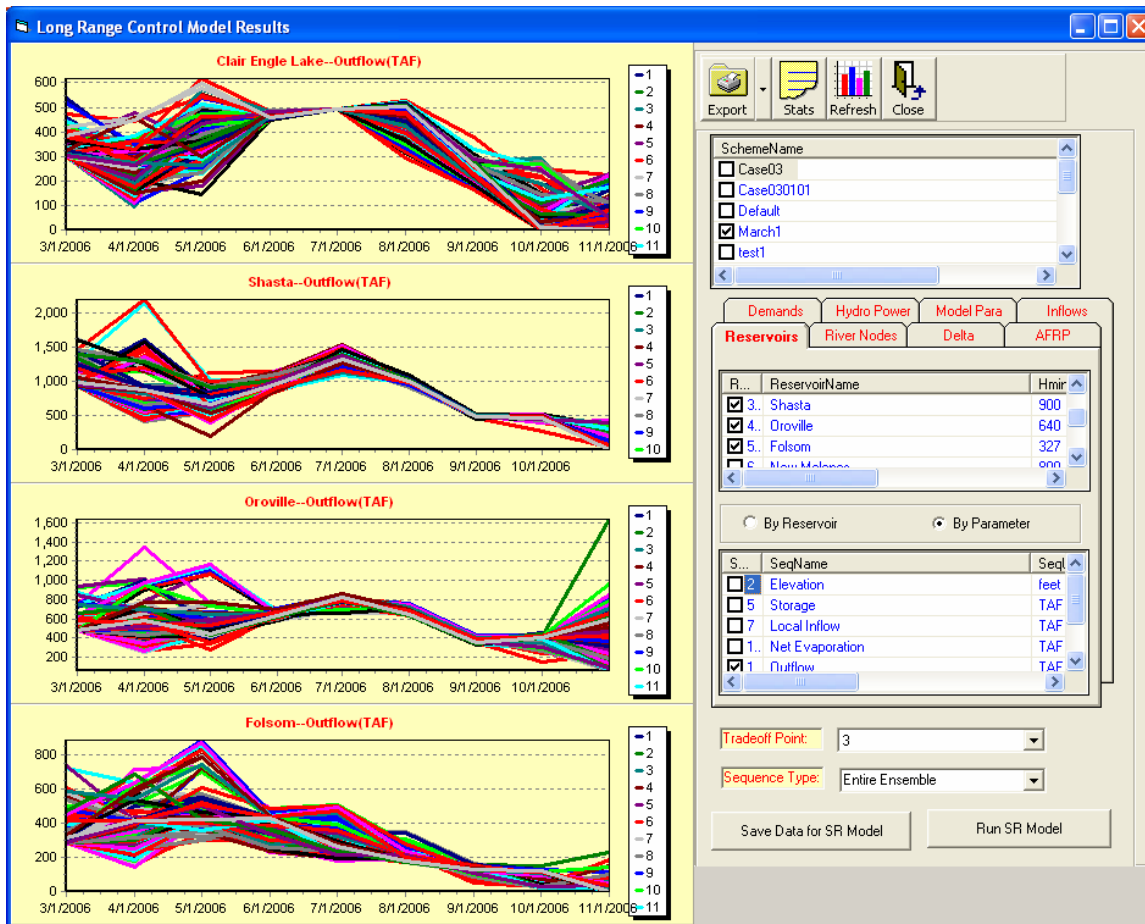 Long Range Control Model Results
Clair Engle Lake--Outflow(TAF)
600
500
400
300
200
100
0
3/1/2006 4/1/2006 5/1/2006 6/1/2006 7/1/2006 8/1/2006 9/1/2006 10/1/2006 11/1/2006
1
2
3
4
5
6
7
8
9
10
11
Shasta--Outflow(TAF)
2,000
1,500
1,000
500
0
3/1/2006 4/1/2006 5/1/2006 6/1/2006 7/1/2006 8/1/2006 9/1/2006 10/1/2006
1
2
3
4
5
6
7
8
9
10
Oroville--Outflow(TAF)
1,600
1,400
1,200
1,000
800
600
400
200
3/1/2006 4/1/2006 5/1/2006 6/1/2006 7/1/2006 8/1/2006 9/1/2006 10/1/2006
1
2
3
4
5
6
7
8
9
10
11
Folsom--Outflow(TAF)
800
600
400
200
0
3/1/2006 4/1/2006 5/1/2006 6/1/2006 7/1/2006 8/1/2006 9/1/2006 10/1/2006 11/1/2006
1
2
3
4
5
6
7
8
9
10
11
Export Stats Refresh Close
SchemeName
Case03
Case030101
Default
March1
test1
Demands Hydro Power Model Para Inflows
Reservoirs River Nodes Delta AFRP
R... ReservoirName Hmir
3.. Shasta 900
4.. Oroville 640
5.. Folsom 327
6 New Melone 800
By Reservoir By Parameter
S... SeqName SeqU
2 Elevation feet
5 Storage TAF
7 Local Inflow TAF
1.. Net Evaporation TAF
1 Outflow TAF
Tradeoff Point: 3
Sequence Type: Entire Ensemble
Save Data for SR Model Run SR Model